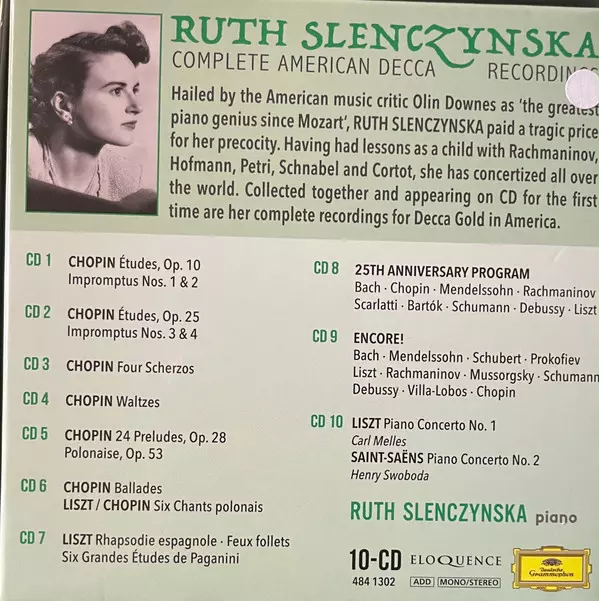 RUTH SLENCZYNSKA
COMPLETE AMERICAN DECCA RECORDINGS
Hailed by the American music critic Olin Downes as ‘the greatest
piano genius since Mozart’, RUTH SLENCZYNSKA paid a tragic price
for her precocity. Having had lessons as a child with Rachmaninov,
Hofmann, Petri, Schnabel and Cortot, she has concertized all over
the world. Collected together and appearing on CD for the first
time are her complete recordings for Decca Gold in America.
CD 1 CHOPIN Études, Op. 10
Impromptus Nos. 1 & 2
CD 2 CHOPIN Études, Op. 25
Impromptus Nos. 3 & 4
CD 3 CHOPIN Four Scherzos
CD 4 CHOPIN Waltzes
CD 5 CHOPIN 24 Preludes, Op. 28
Polonaise, Op. 53
CD 6 CHOPIN Ballades
LISZT / CHOPIN Six Chants polonais
CD 7 LISZT Rhapsodie espagnole · Feux follets
Six Grandes Études de Paganini
CD 8 25TH ANNIVERSARY PROGRAM
Bach · Chopin · Mendelssohn · Rachmaninov
Scarlatti · Bartók · Schumann · Debussy · Liszt
CD 9 ENCORE!
Bach · Mendelssohn · Schubert · Prokofiev
Liszt · Rachmaninov · Mussorgsky · Schumann
Debussy · Villa-Lobos · Chopin
CD 10 LISZT Piano Concerto No. 1
Carl Melles
SAINT-SAËNS Piano Concerto No. 2
Henry Swoboda
RUTH SLENCZYNSKA piano
10-CD ELOQUENCE
484 1302 ADD MONO/STEREO
Deutsche
Grammophon